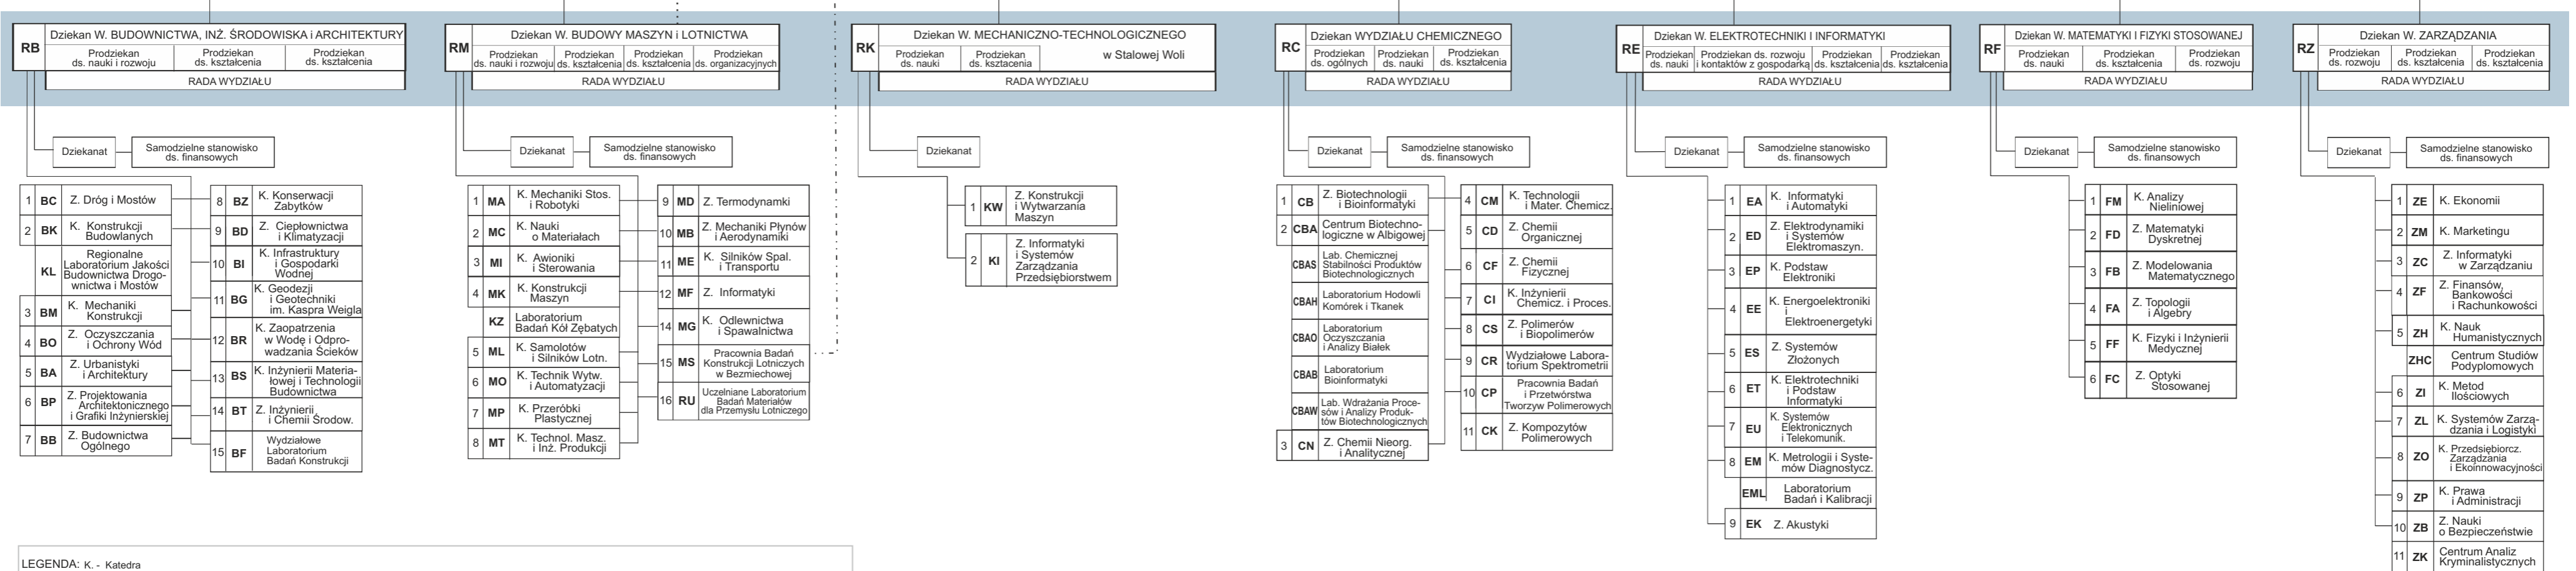 RB
Dziekan W. BUDOWNICTWA, INŻ. ŚRODOWISKA i ARCHITEKTURY
Prodziekan
ds. nauki i rozwoju
Prodziekan
ds. kształcenia
Prodziekan
ds. kształcenia
RADA WYDZIAŁU
Dziekanat
Samodzielne stanowisko
ds. finansowych
1 BC Z. Dróg i Mostów
2 BK K. Konstrukcji
Budowlanych
KL Regionalne
Laboratorium Jakości
Budownictwa Drogo-
wnictwa i Mostów
3 BM K. Mechaniki
Konstrukcji
4 BO Z. Oczyszczania
i Ochrony Wód
5 BA Z. Urbanistyki
i Architektury
6 BP Z. Projektowania
Architektonicznego
i Grafiki Inżynierskiej
7 BB Z. Budownictwa
Ogólnego
8 BZ K. Konserwacji
Zabytków
9 BD Z. Ciepłownictwa
i Klimatyzacji
10 BI K. Infrastruktury
i Gospodarki
Wodnej
11 BG K. Geodezji
i Geotechniki
im. Kaspra Weigla
12 BR K. Zaopatrzenia
w Wodę i Odpro-
wadzania Ścieków
13 BS K. Inżynierii Materia-
łowej i Technologii
Budownictwa
14 BT Z. Inżynierii
i Chemii Środow.
15 BF Wydziałowe
Laboratorium
Badań Konstrukcji
RM
Dziekan W. BUDOWY MASZYN i LOTNICTWA
Prodziekan
ds. nauki i rozwoju
Prodziekan
ds. kształcenia
Prodziekan
ds. kształcenia
Prodziekan
ds. organizacyjnych
RADA WYDZIAŁU
Dziekanat
Samodzielne stanowisko
ds. finansowych
1 MA K. Mechaniki Stos.
i Robotyki
2 MC K. Nauki
o Materiałach
3 MI K. Awioniki
i Sterowania
4 MK K. Konstrukcji
Maszyn
KZ Laboratorium
Badań Kół Zębatych
5 ML K. Samolotów
i Silników Lotn.
6 MO K. Technik Wytw.
i Automatyzacji
7 MP K. Przeróbki
Plastycznej
8 MT K. Technol. Masz.
i Inż. Produkcji
9 MD Z. Termodynamki
10 MB Z. Mechaniki Płynów
i Aerodynamiki
11 ME K. Silników Spal.
i Transportu
12 MF Z. Informatyki
14 MG K. Odlewnictwa
i Spawalnictwa
15 MS Pracownia Badań
Konstrukcji Lotniczych
w Bezmiechowej
16 RU Uczelniane Laboratorium
Badań Materiałów
dla Przemysłu Lotniczego
RK
Dziekan W. MECHANICZNO-TECHNOLOGICZNEGO
Prodziekan
ds. nauki
Prodziekan
ds. kształcenia
w Stalowej Woli
RADA WYDZIAŁU
Dziekanat
1 KW Z. Konstrukcji
i Wytwarzania
Maszyn
2 KI Z. Informatyki
i Systemów
Zarządzania
Przedsiębiorstwem
RC
Dziekan WYDZIAŁU CHEMICZNEGO
Prodziekan
ds. ogólnych
Prodziekan
ds. nauki
Prodziekan
ds. kształcenia
RADA WYDZIAŁU
Dziekanat
Samodzielne stanowisko
ds. finansowych
1 CB Z. Biotechnologii
i Bioinformatyki
2 CBA Centrum Biotechno-
logiczne w Albigowej
CBAS Lab. Chemicznej
Stabilności Produktów
Biotechnologicznych
CBAH Laboratorium Hodowli
Komórek i Tkanek
CBAO Laboratorium
Oczyszczania
i Analizy Białek
CBAB Laboratorium
Bioinformatyki
CBAW Lab. Wdrażania Proce-
sów i Analizy Produk-
tów Biotechnologicznych
3 CN Z. Chemii Nieorg.
i Analitycznej
4 CM K. Technologii
i Mater. Chemicz.
5 CD Z. Chemii
Organicznej
6 CF Z. Chemii
Fizycznej
7 CI K. Inżynierii
Chemicz. i Proces.
8 CS Z. Polimerów
i Biopolimerów
9 CR Wydziałowe Labora-
torium Spektrometrii
10 CP Pracownia Badań
i Przetwórstwa
Tworzyw Polimerowych
11 CK Z. Kompozytów
Polimerowych
RE
Dziekan W. ELEKTROTECHNIKI I INFORMATYKI
Prodziekan
ds. nauki
Prodziekan ds. rozwoju
i kontaktów z gospodarką
Prodziekan
ds. kształcenia
Prodziekan
ds. kształcenia
RADA WYDZIAŁU
Dziekanat
Samodzielne stanowisko
ds. finansowych
1 EA K. Informatyki
i Automatyki
2 ED Z. Elektrodynamiki
i Systemów
Elektromaszyn.
3 EP K. Podstaw
Elektroniki
4 EE K. Energoelektroniki
i
Elektroenergetyki
5 ES Z. Systemów
Złożonych
6 ET K. Elektrotechniki
i Podstaw
Informatyki
7 EU K. Systemów
Elektronicznych
i Telekomunik.
8 EM K. Metrologii i Syste-
mów Diagnostycz.
EML Laboratorium
Badań i Kalibracji
9 EK Z. Akustyki
RF
Dziekan W. MATEMATYKI I FIZYKI STOSOWANEJ
Prodziekan
ds. nauki
Prodziekan
ds. kształcenia
Prodziekan
ds. rozwoju
RADA WYDZIAŁU
Dziekanat
Samodzielne stanowisko
ds. finansowych
1 FM K. Analizy
Nieliniowej
2 FD Z. Matematyki
Dyskretnej
3 FB Z. Modelowania
Matematycznego
4 FA Z. Topologii
i Algebry
5 FF K. Fizyki i Inżynierii
Medycznej
6 FC Z. Optyki
Stosowanej
RZ
Dziekan W. ZARZĄDZANIA
Prodziekan
ds. rozwoju
Prodziekan
ds. kształcenia
Prodziekan
ds. kształcenia
RADA WYDZIAŁU
Dziekanat
Samodzielne stanowisko
ds. finansowych
1 ZE K. Ekonomii
2 ZM K. Marketingu
3 ZC Z. Informatyki
w Zarządzaniu
4 ZF Z. Finansów,
Bankowości
i Rachunkowości
5 ZH K. Nauk
Humanistycznych
ZHC Centrum Studiów
Podyplomowych
6 ZI K. Metod
Ilościowych
7 ZL K. Systemów Zarzą-
dzania i Logistyki
8 ZO K. Przedsiębiorcz.
Zarządzania
i Ekoinnowacyjności
9 ZP K. Prawa
i Administracji
10 ZB Z. Nauki
o Bezpieczeństwie
11 ZK Centrum Analiz
Kryminalistycznych
LEGENDA: K. - Katedra